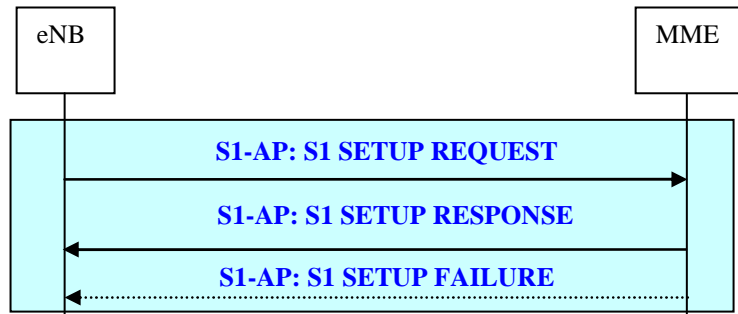 eNB
MME
S1-AP: S1 SETUP REQUEST
S1-AP: S1 SETUP RESPONSE
S1-AP: S1 SETUP FAILURE